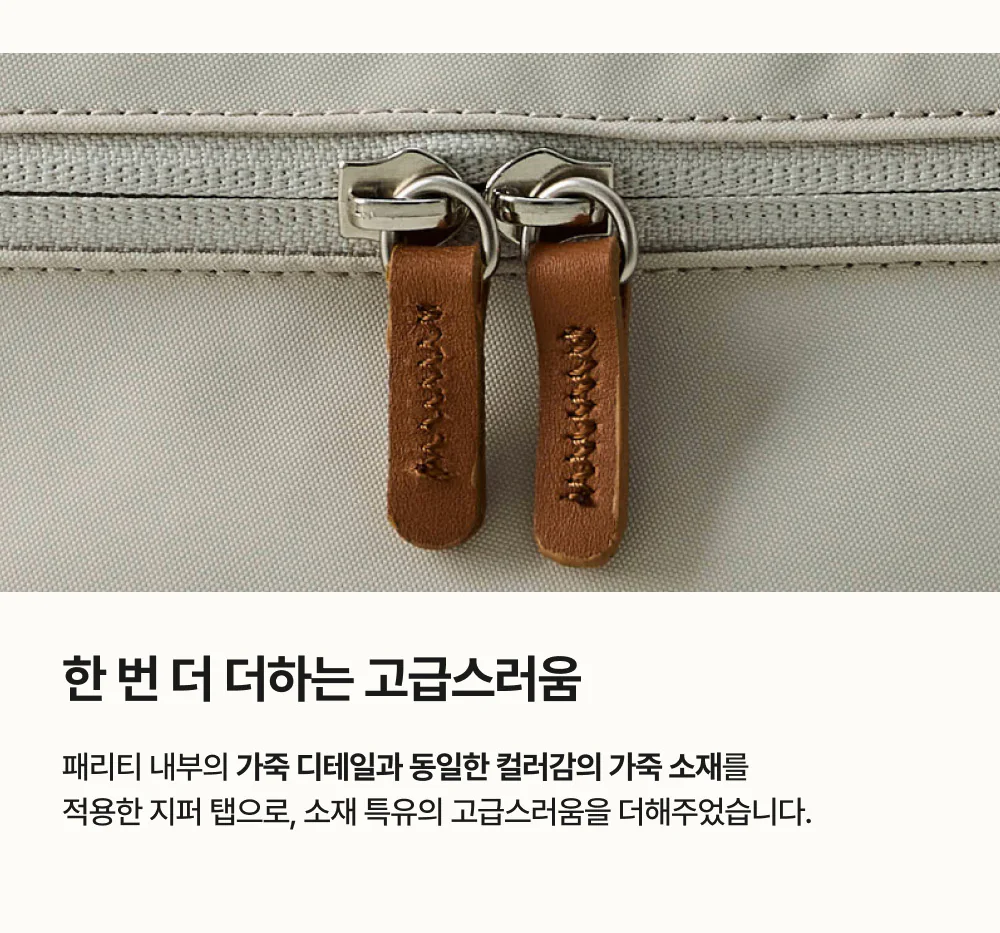 한 번 더 더하는 고급스러움
패리티 내부의 가죽 디테일과 동일한 컬러감의 가죽 소재를
적용한 지퍼 탭으로, 소재 특유의 고급스러움을 더해주었습니다.